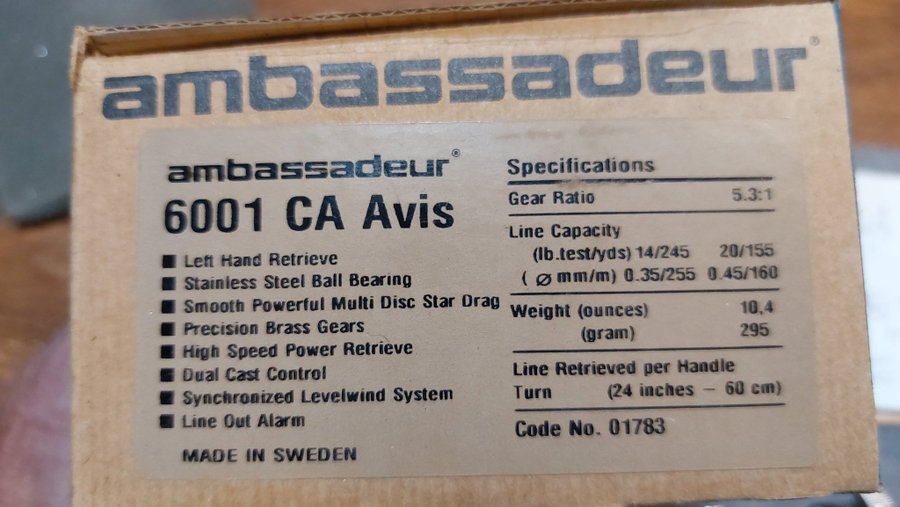 ambassadeur®
ambassadeur®
6001 CA Avis
■ Left Hand Retrieve
■ Stainless Steel Ball Bearing
■ Smooth Powerful Multi Disc Star Drag
■ Precision Brass Gears
■ High Speed Power Retrieve
■ Dual Cast Control
■ Synchronized Levelwind System
■ Line Out Alarm
MADE IN SWEDEN
Specifications
Gear Ratio 5.3:1
Line Capacity
(lb.test/yds) 14/245 20/155
( Ø mm/m) 0.35/255 0.45/160
Weight (ounces) 10,4
(gram) 295
Line Retrieved per Handle
Turn (24 inches – 60 cm)
Code No. 01783